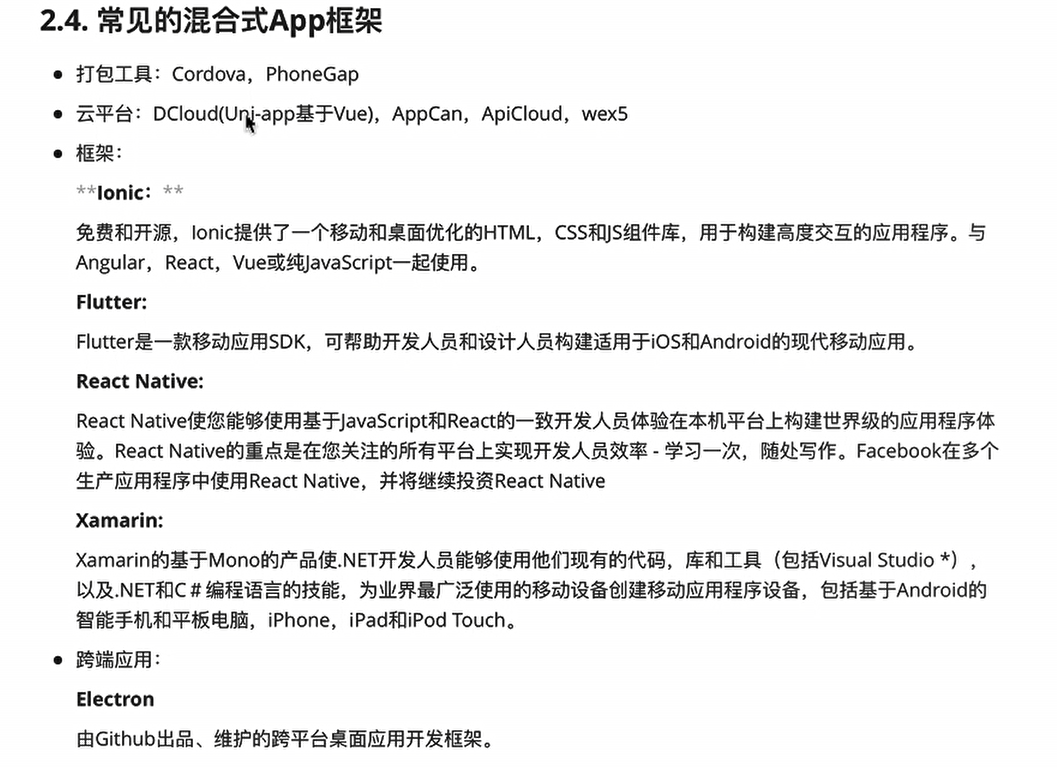 2.4. 常见的混合式App框架
• 打包工具：Cordova，PhoneGap
• 云平台：DCloud(Uni-app基于Vue)，AppCan，ApiCloud，wex5
• 框架：
**Ionic：**
免费和开源，Ionic提供了一个移动和桌面优化的HTML，CSS和JS组件库，用于构建高度交互的应用程序。与
Angular，React，Vue或纯JavaScript一起使用。
Flutter:
Flutter是一款移动应用SDK，可帮助开发人员和设计人员构建适用于iOS和Android的现代移动应用。
React Native:
React Native使您能够使用基于JavaScript和React的一致开发人员体验在本机平台上构建世界级的应用程序体
验。React Native的重点是在您关注的所有平台上实现开发人员效率 - 学习一次，随处写作。Facebook在多个
生产应用程序中使用React Native，并将继续投资React Native
Xamarin:
Xamarin的基于Mono的产品使.NET开发人员能够使用他们现有的代码，库和工具（包括Visual Studio *），
以及.NET和C＃编程语言的技能，为业界最广泛使用的移动设备创建移动应用程序设备，包括基于Android的
智能手机和平板电脑，iPhone，iPad和iPod Touch。
• 跨端应用：
Electron
由Github出品、维护的跨平台桌面应用开发框架。